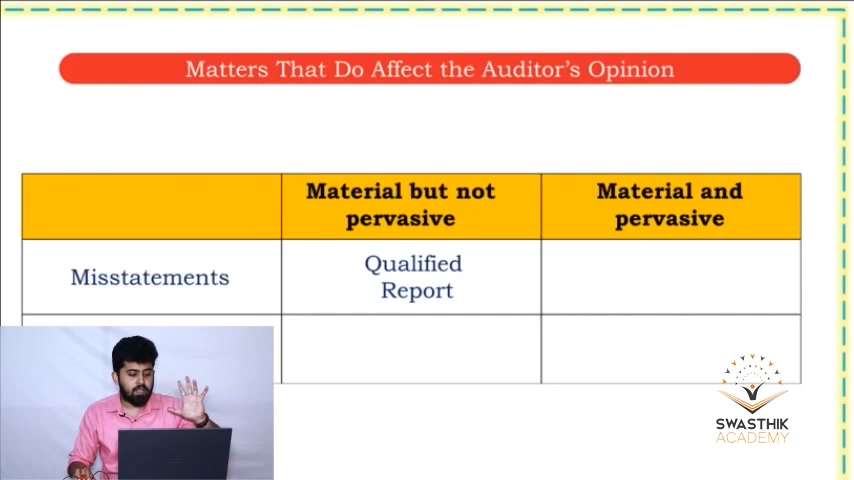 Matters That Do Affect the Auditor's Opinion
Material but not
pervasive
Material and
pervasive
Misstatements
Qualified
Report
SWASTHIK
ACADEMY